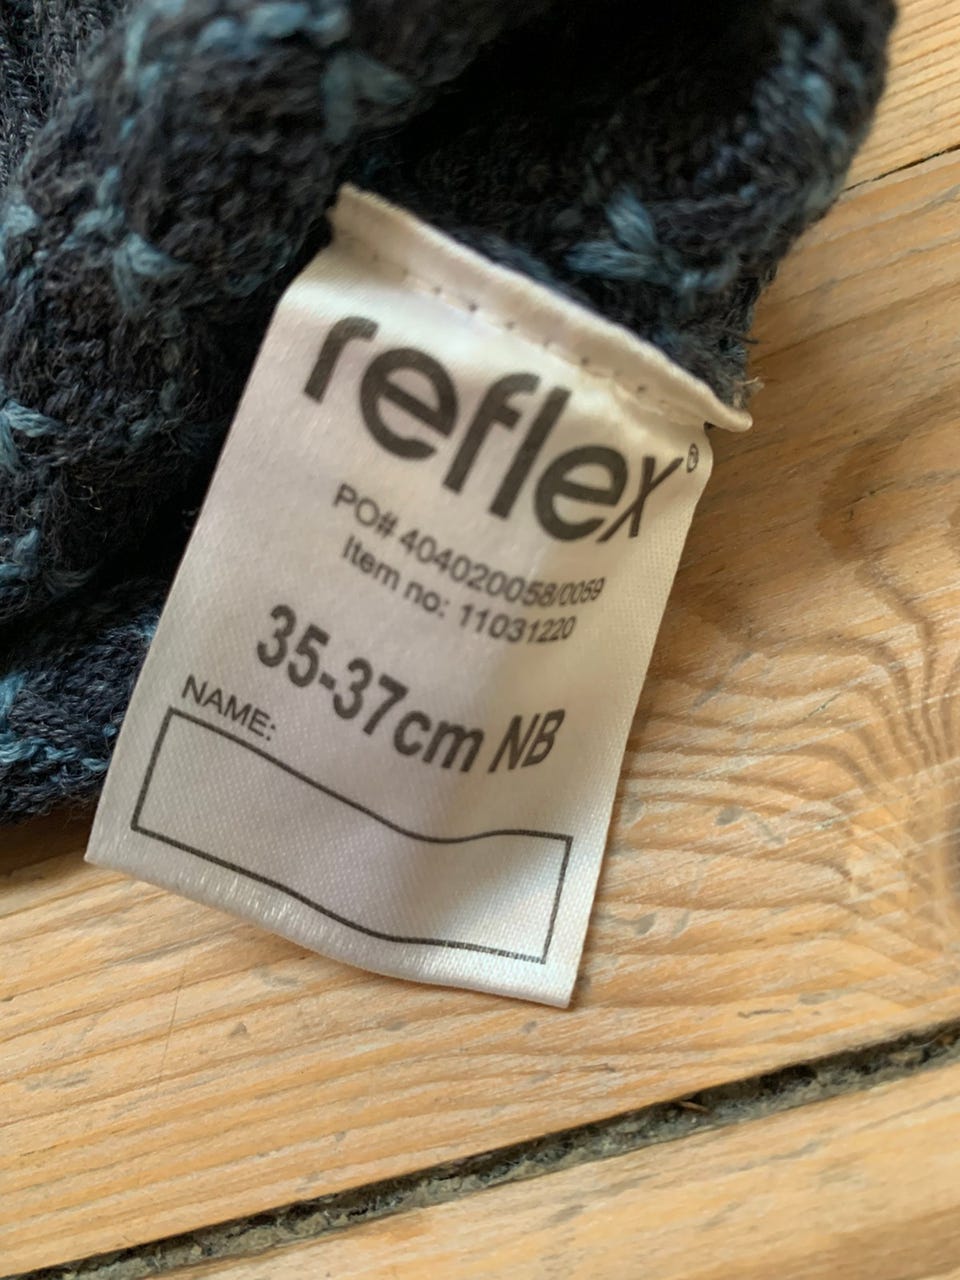 reflex®
PO# 404020058/0059
Item no: 11031220
35-37cm NB
NAME: